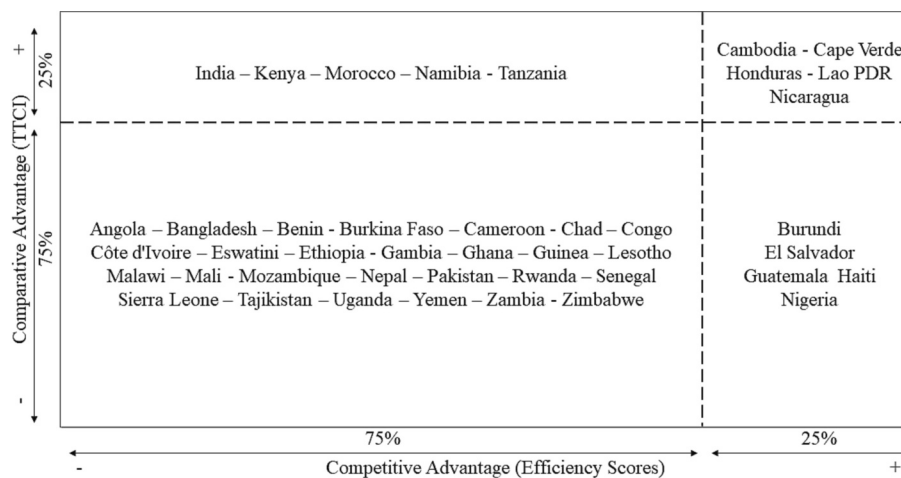 +
25%
India – Kenya – Morocco – Namibia - Tanzania
Cambodia - Cape Verde
Honduras - Lao PDR
Nicaragua
Comparative Advantage (TTCI)
75%
-
Angola – Bangladesh – Benin - Burkina Faso – Cameroon - Chad – Congo
Côte d'Ivoire – Eswatini – Ethiopia - Gambia – Ghana – Guinea – Lesotho
Malawi – Mali - Mozambique – Nepal – Pakistan – Rwanda – Senegal
Sierra Leone – Tajikistan – Uganda – Yemen – Zambia - Zimbabwe
Burundi
El Salvador
Guatemala Haiti
Nigeria
75%
25%
-
Competitive Advantage (Efficiency Scores)
+